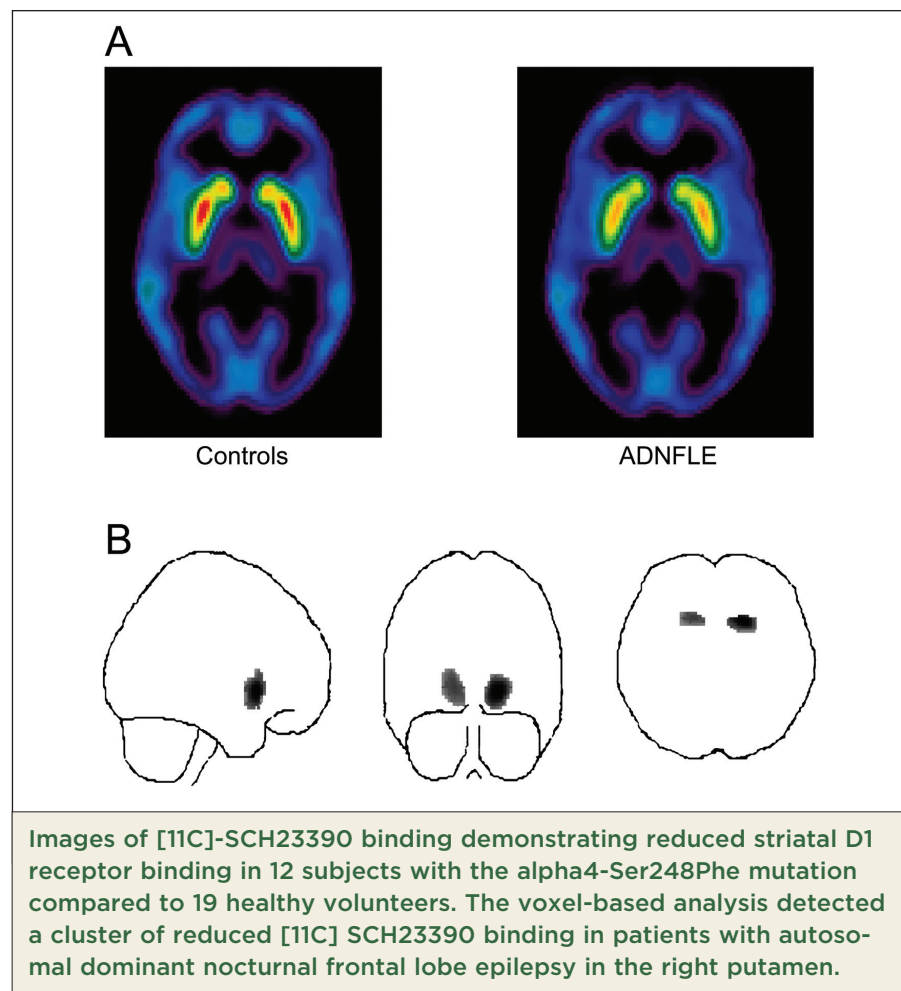 A
Controls
ADNFLE
B
Images of [11C]-SCH23390 binding demonstrating reduced striatal D1
receptor binding in 12 subjects with the alpha4-Ser248Phe mutation
compared to 19 healthy volunteers. The voxel-based analysis detected
a cluster of reduced [11C] SCH23390 binding in patients with autoso-
mal dominant nocturnal frontal lobe epilepsy in the right putamen.